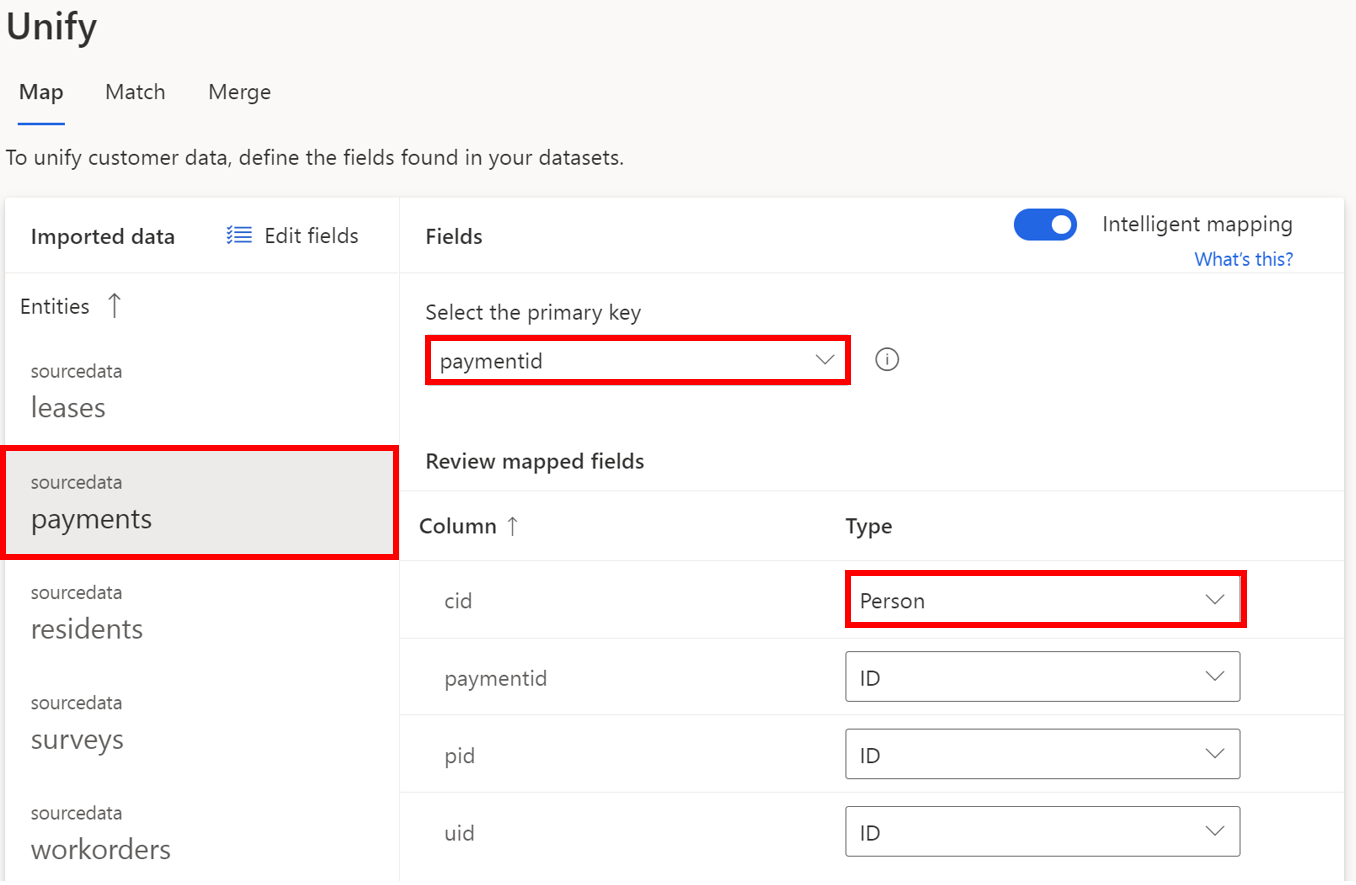 Unify
Map Match Merge
To unify customer data, define the fields found in your datasets.
Imported data Edit fields
Fields
Intelligent mapping
What's this?
Entities
sourcedata
leases
sourcedata
payments
sourcedata
residents
sourcedata
surveys
sourcedata
workorders
Select the primary key
paymentid
Review mapped fields
Column Type
cid Person
paymentid ID
pid ID
uid ID